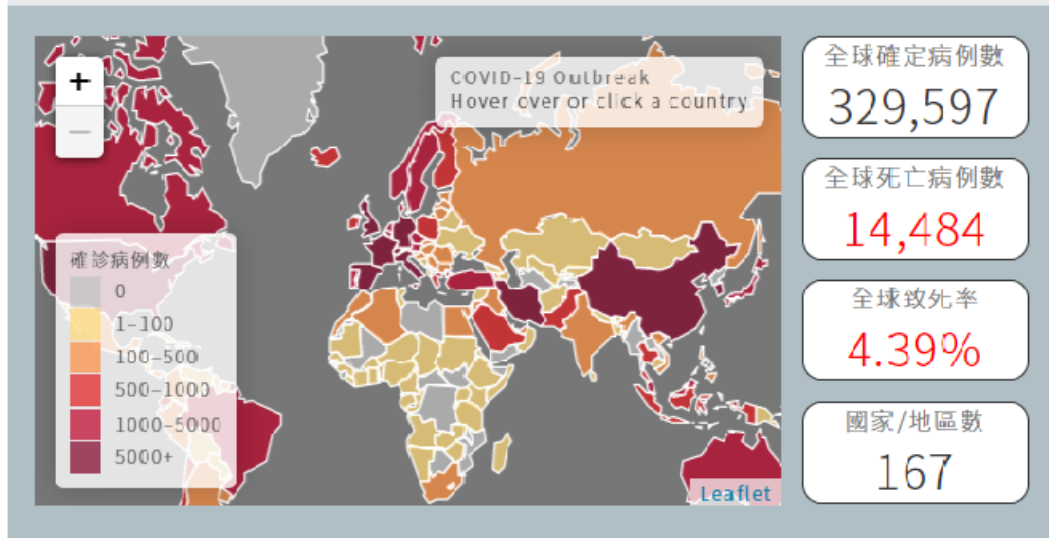 +
−
COVID-19 Outbreak
Hover over or click a country
確診病例數
0
1–100
100–500
500–1000
1000–5000
5000+
Leaflet
全球確定病例數
329,597
全球死亡病例數
14,484
全球致死率
4.39%
國家/地區數
167